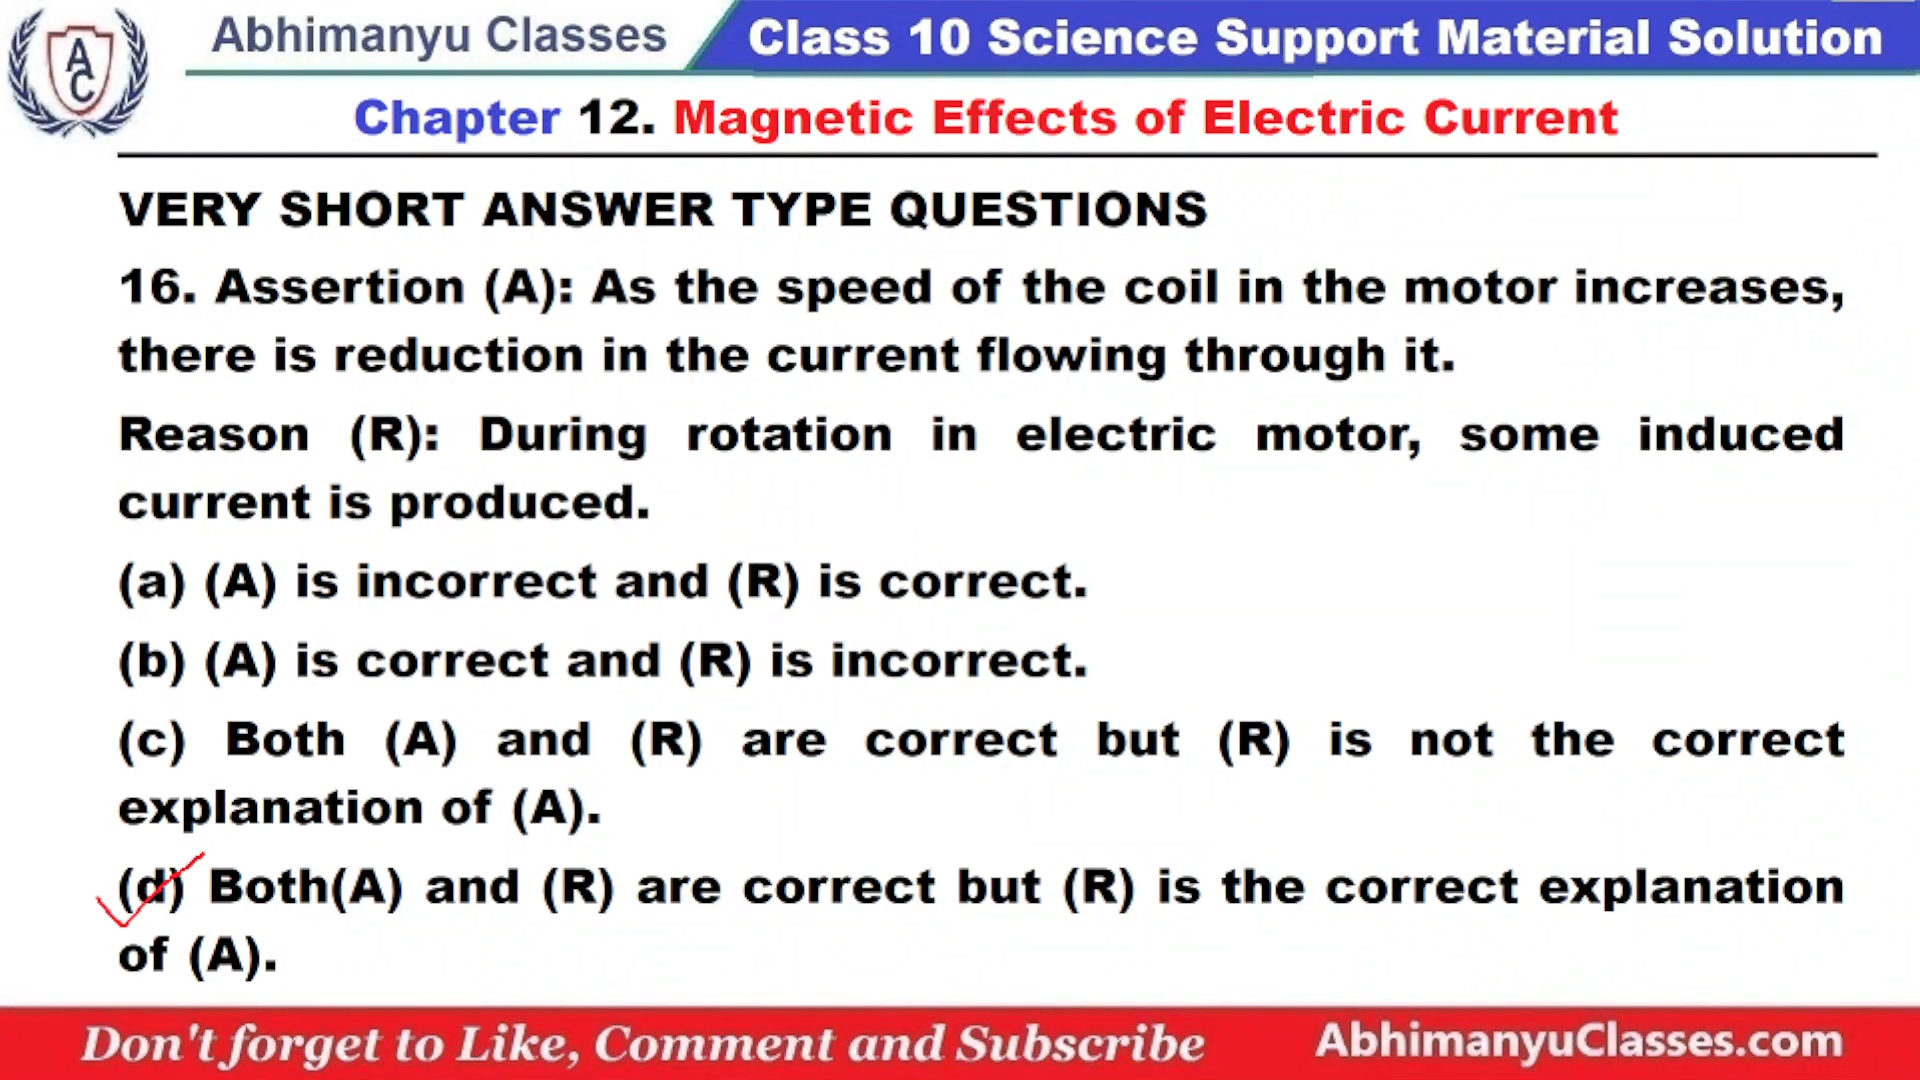 A
C
Abhimanyu Classes
Class 10 Science Support Material Solution
Chapter 12. Magnetic Effects of Electric Current
VERY SHORT ANSWER TYPE QUESTIONS
16. Assertion (A): As the speed of the coil in the motor increases,
there is reduction in the current flowing through it.
Reason (R): During rotation in electric motor, some induced
current is produced.
(a) (A) is incorrect and (R) is correct.
(b) (A) is correct and (R) is incorrect.
(c) Both (A) and (R) are correct but (R) is not the correct
explanation of (A).
(d) Both(A) and (R) are correct but (R) is the correct explanation
of (A).
Don't forget to Like, Comment and Subscribe
AbhimanyuClasses.com